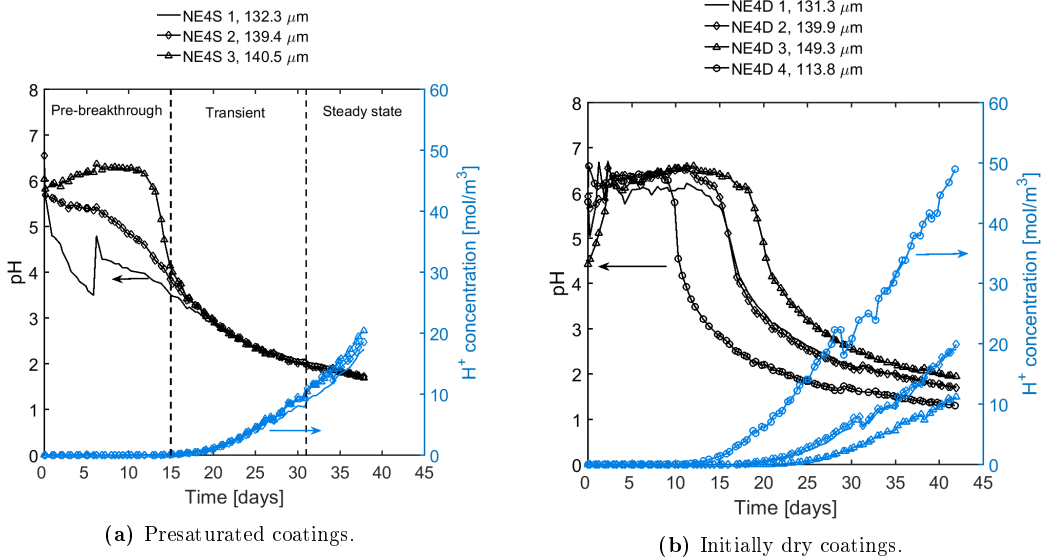 NE4S 1, 132.3 μm
NE4S 2, 139.4 μm
NE4S 3, 140.5 μm
Pre-breakthrough
Transient
Steady state
8
7
6
5
4
3
2
1
0
pH
60
50
40
30
20
10
0
H⁺ concentration [mol/m³]
0 5 10 15 20 25 30 35 40 45
Time [days]
(a) Presaturated coatings.
NE4D 1, 131.3 μm
NE4D 2, 139.9 μm
NE4D 3, 149.3 μm
NE4D 4, 113.8 μm
8
7
6
5
4
3
2
1
0
pH
60
50
40
30
20
10
0
H⁺ concentration [mol/m³]
0 5 10 15 20 25 30 35 40 45
Time [days]
(b) Initially dry coatings.